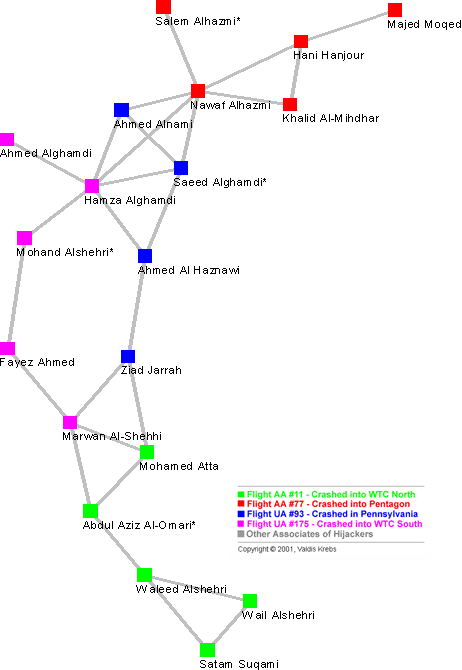 Salem Alhazmi*
Majed Moqed
Hani Hanjour
Nawaf Alhazmi
Khalid Al-Mihdhar
Ahmed Alnami
Ahmed Alghamdi
Saeed Alghamdi*
Hamza Alghamdi
Mohand Alshehri*
Ahmed Al Haznawi
Fayez Ahmed
Ziad Jarrah
Marwan Al-Shehhi
Mohamed Atta
Flight AA #11 - Crashed into WTC North
Flight AA #77 - Crashed into Pentagon
Flight UA #93 - Crashed in Pennsylvania
Flight UA #175 - Crashed into WTC South
Other Associates of Hijackers
Copyright © 2001, Valdis Krebs
Abdul Aziz Al-Omari*
Waleed Alshehri
Wail Alshehri
Satam Suqami